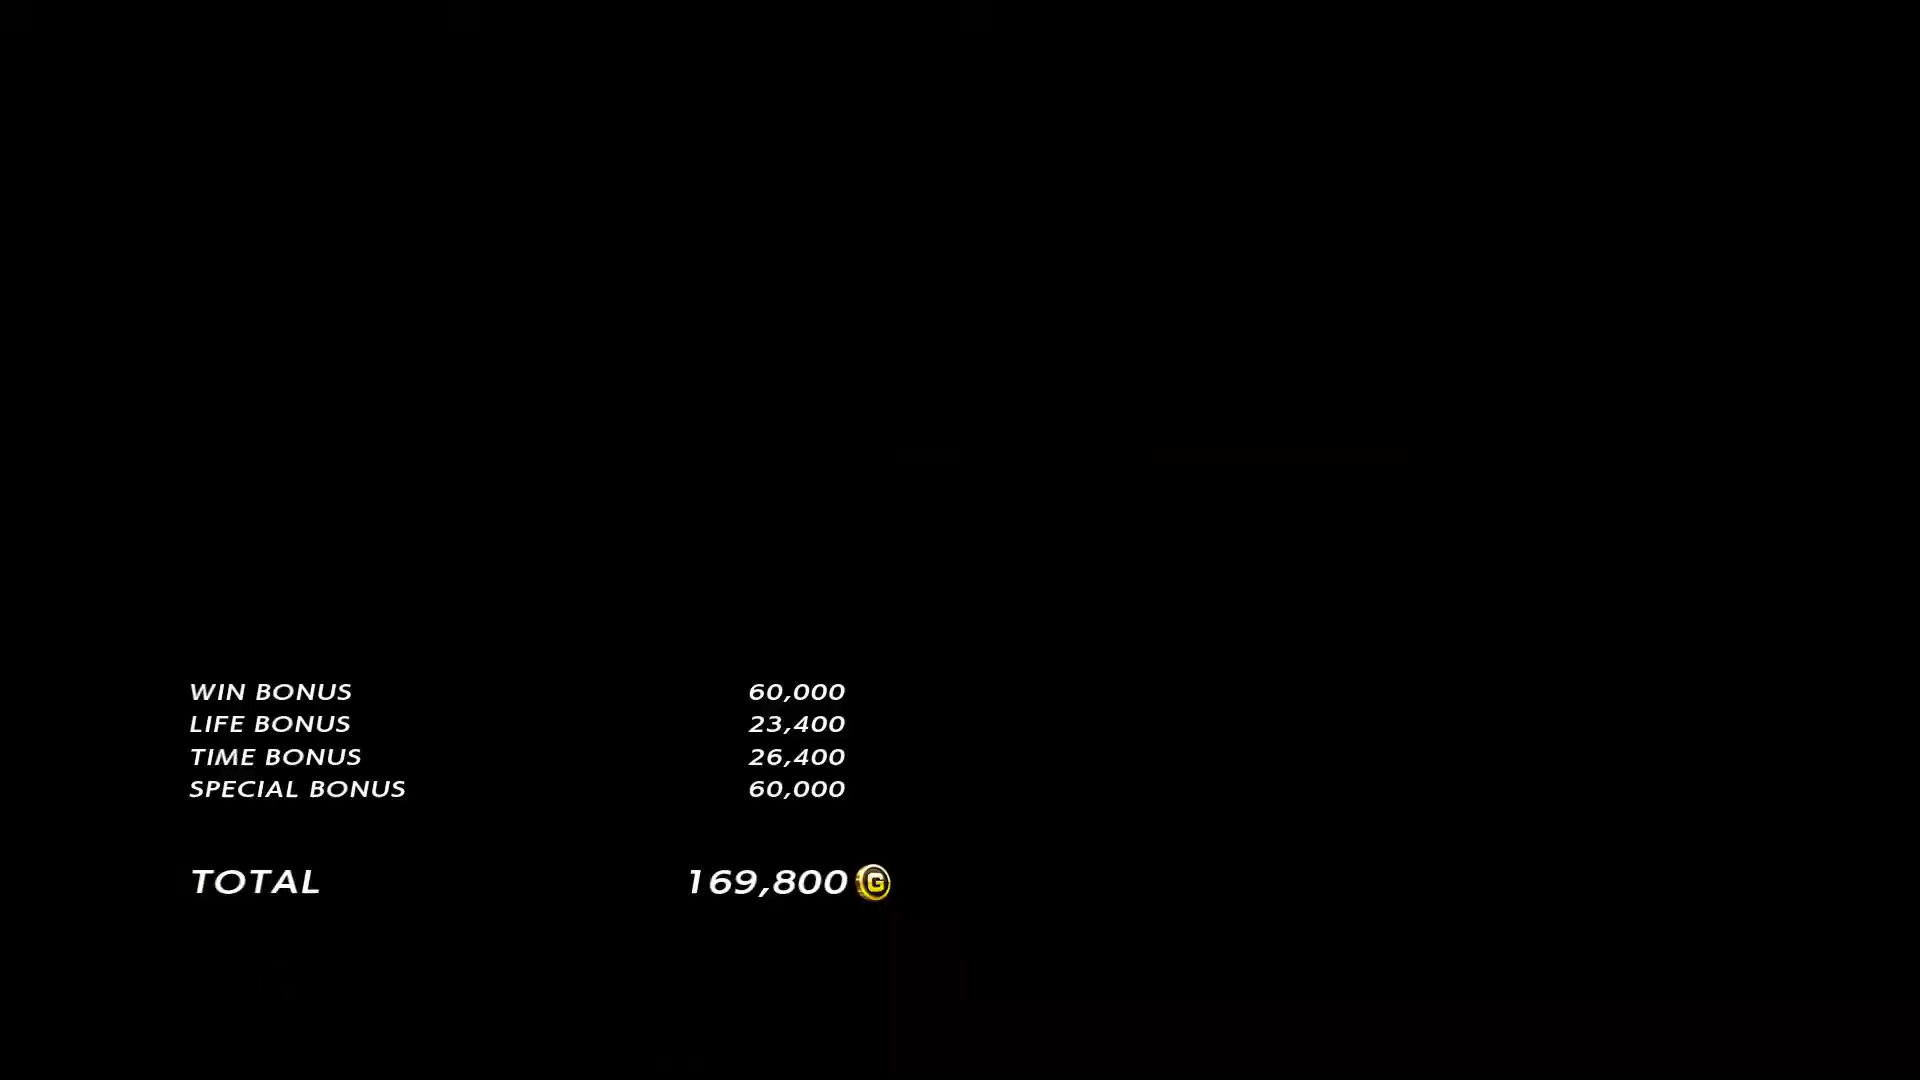 WIN BONUS 60,000
LIFE BONUS 23,400
TIME BONUS 26,400
SPECIAL BONUS 60,000
TOTAL 169,800 G